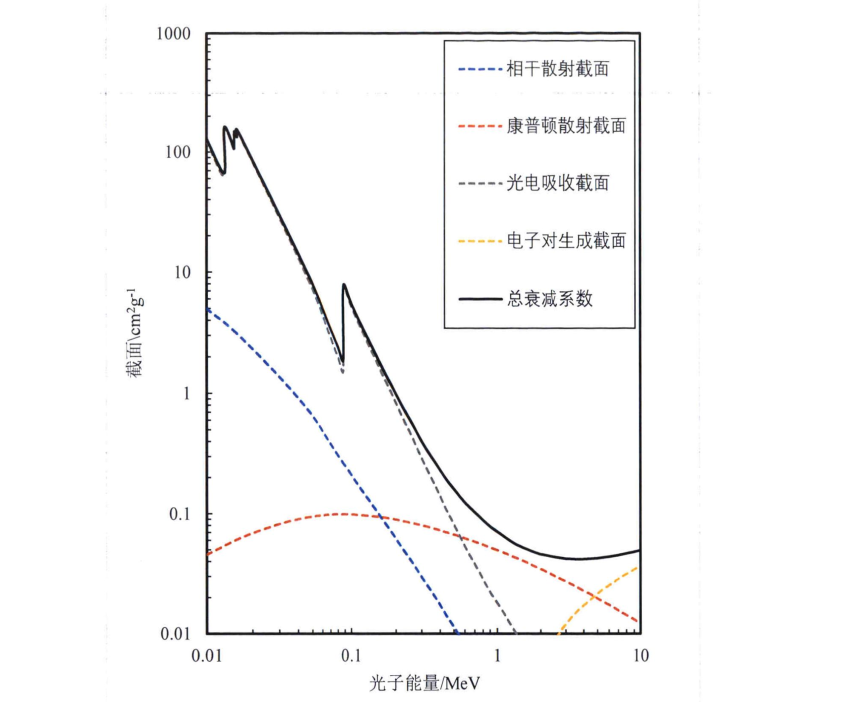 1000
100
10
1
0.1
0.01
截面\cm²g⁻¹
相干散射截面
康普顿散射截面
光电吸收截面
电子对生成截面
总衰减系数
0.01 0.1 1 10
光子能量/MeV